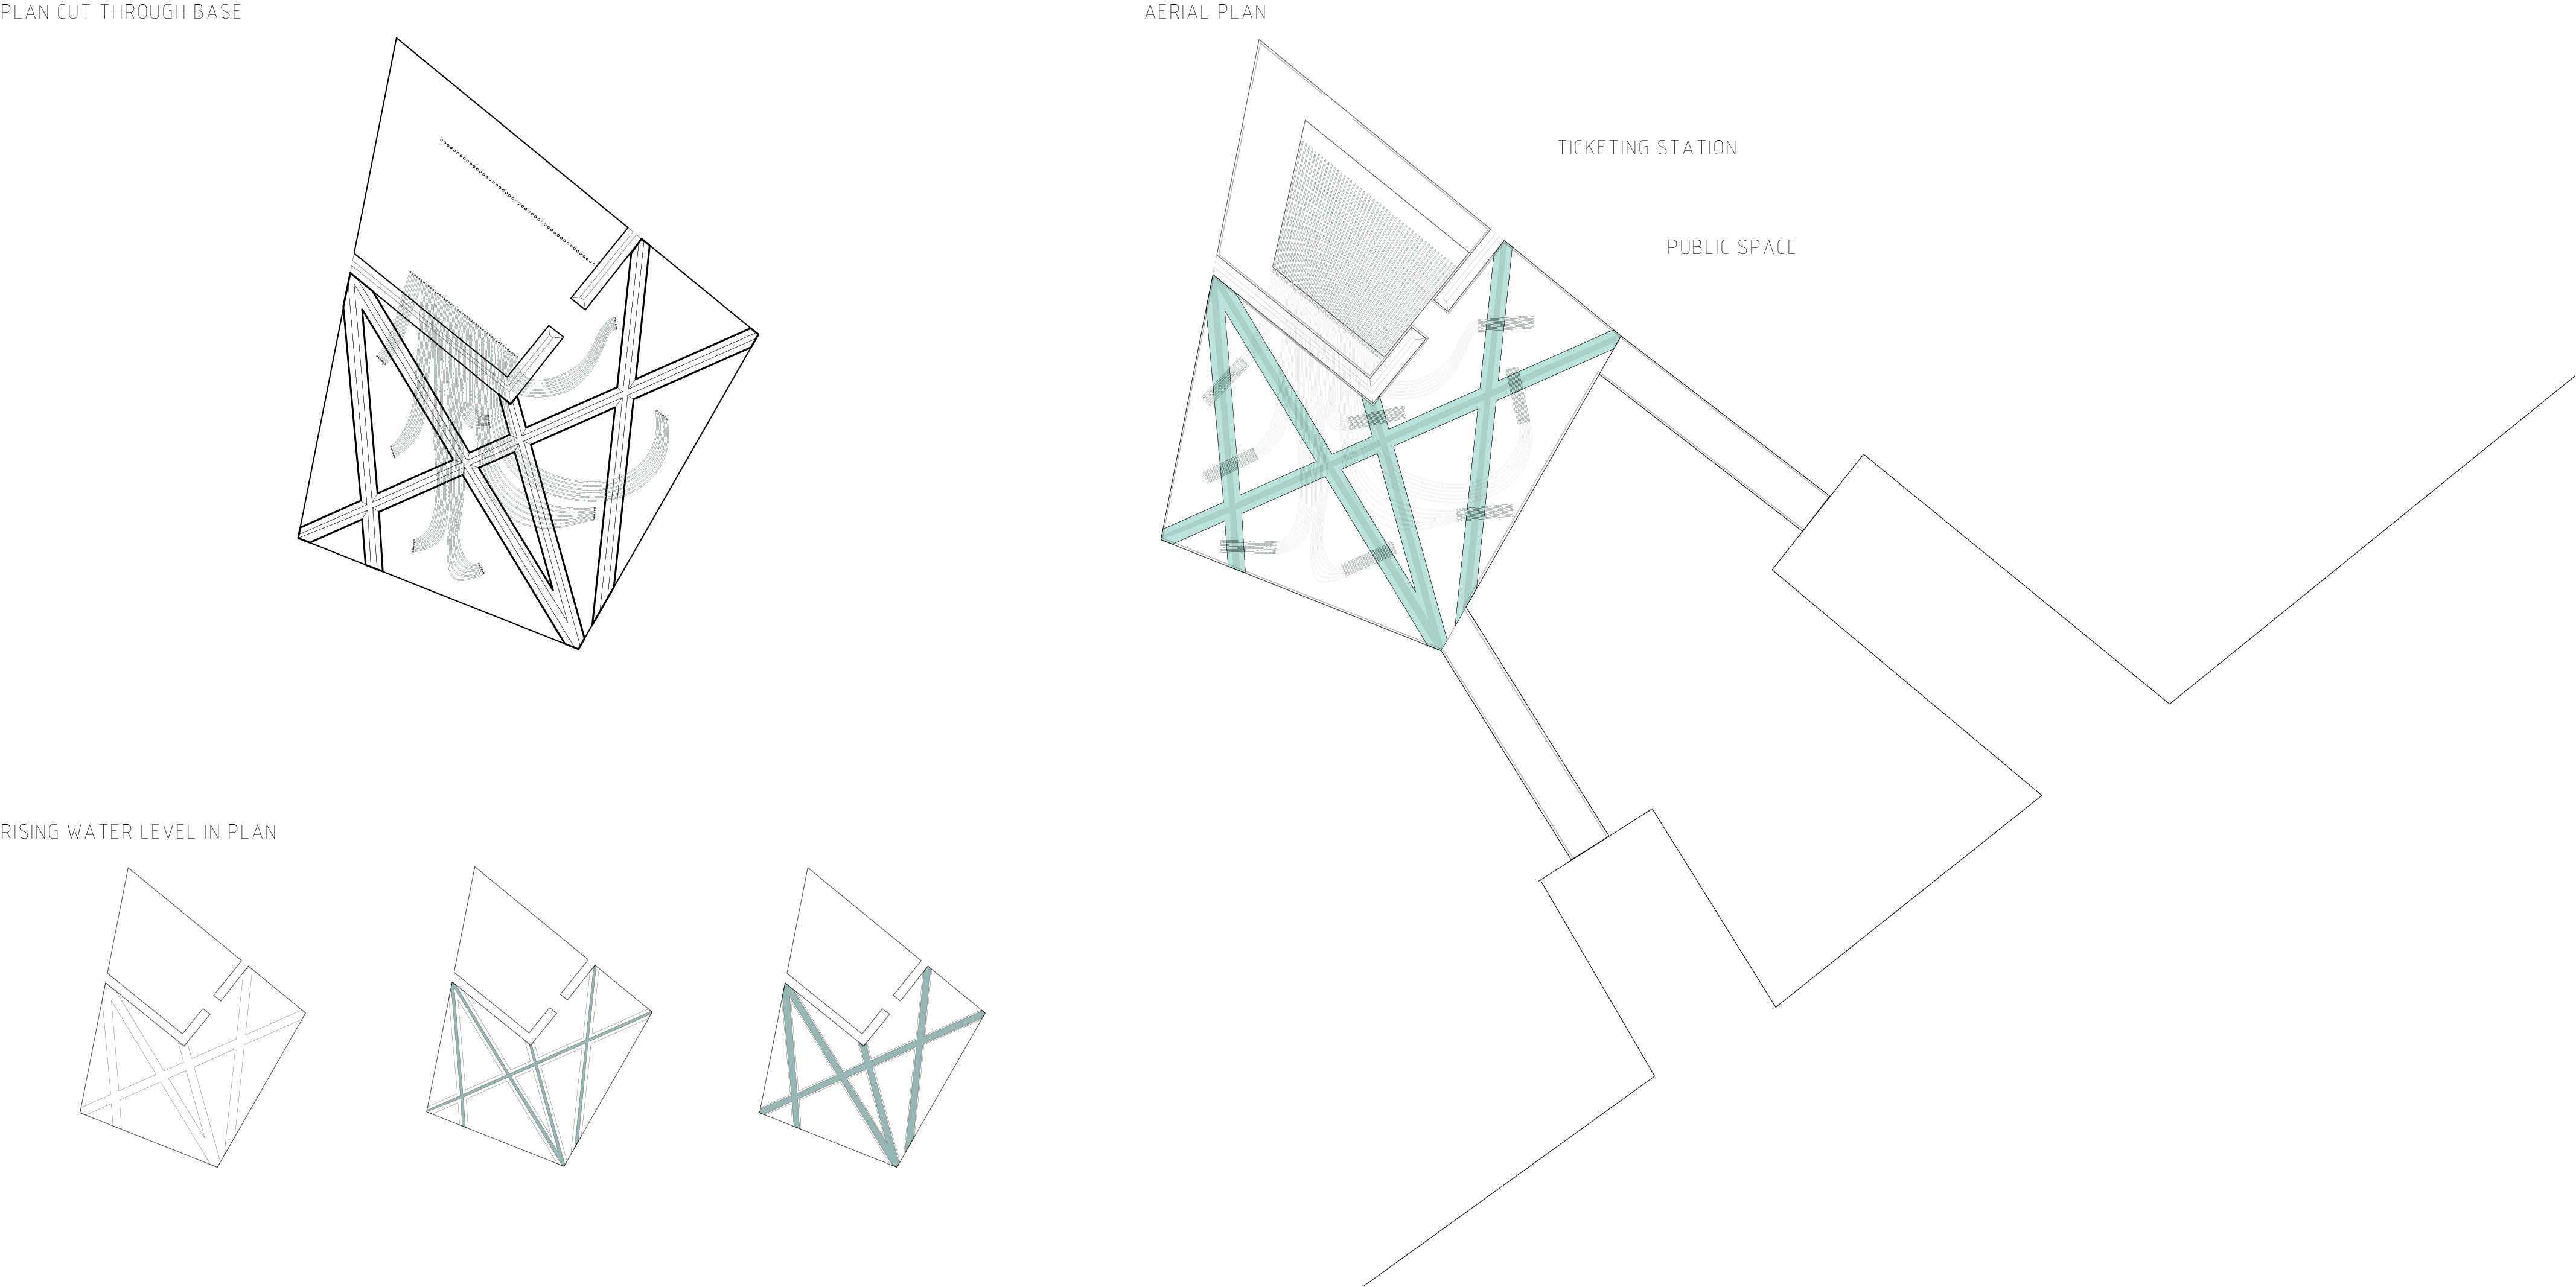 PLAN CUT THROUGH BASE
AERIAL PLAN
TICKETING STATION
PUBLIC SPACE
RISING WATER LEVEL IN PLAN